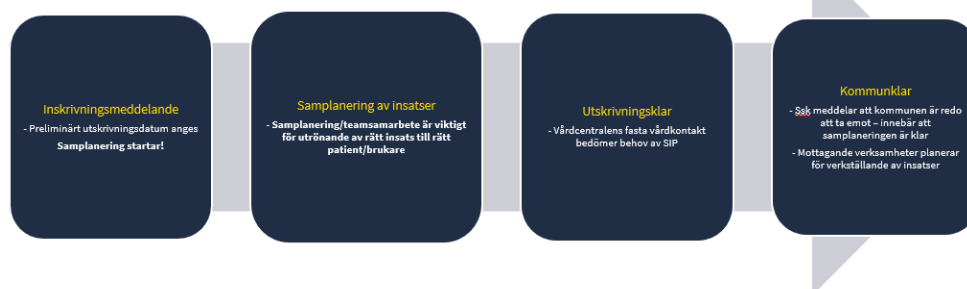 Inskrivningsmeddelande
- Preliminärt utskrivningsdatum anges
Samplanering startar!
Samplanering av insatser
- Samplanering/teamsamarbete är viktigt
för utrönande av rätt insats till rätt
patient/brukare
Utskrivningsklar
- Vårdcentralens fasta vårdkontakt
bedömer behov av SIP
Kommunklar
- Ssk meddelar att kommunen är redo
att ta emot – innebär att
samplaneringen är klar
- Mottagande verksamheter planerar
för verkställande av insatser